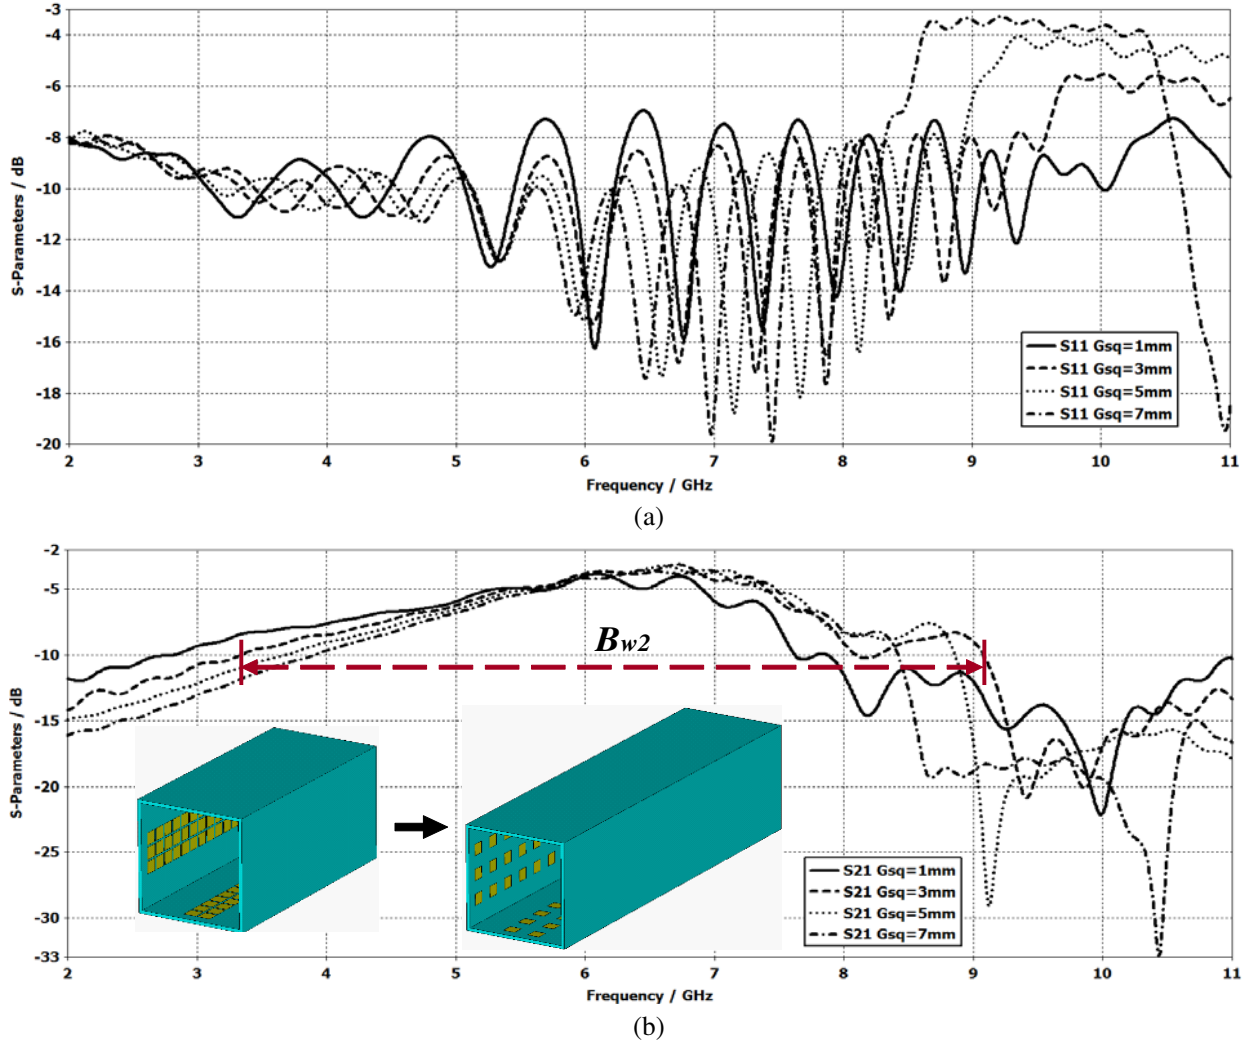 -3
-4
-6
-8
-10
-12
-14
-16
-18
-20
S-Parameters / dB
S11 Gsq=1mm
S11 Gsq=3mm
S11 Gsq=5mm
S11 Gsq=7mm
2 3 4 5 6 7 8 9 10 11
Frequency / GHz
(a)
-2
-5
-10
-15
-20
-25
-30
-33
S-Parameters / dB
Bw2
S21 Gsq=1mm
S21 Gsq=3mm
S21 Gsq=5mm
S21 Gsq=7mm
2 3 4 5 6 7 8 9 10 11
Frequency / GHz
(b)